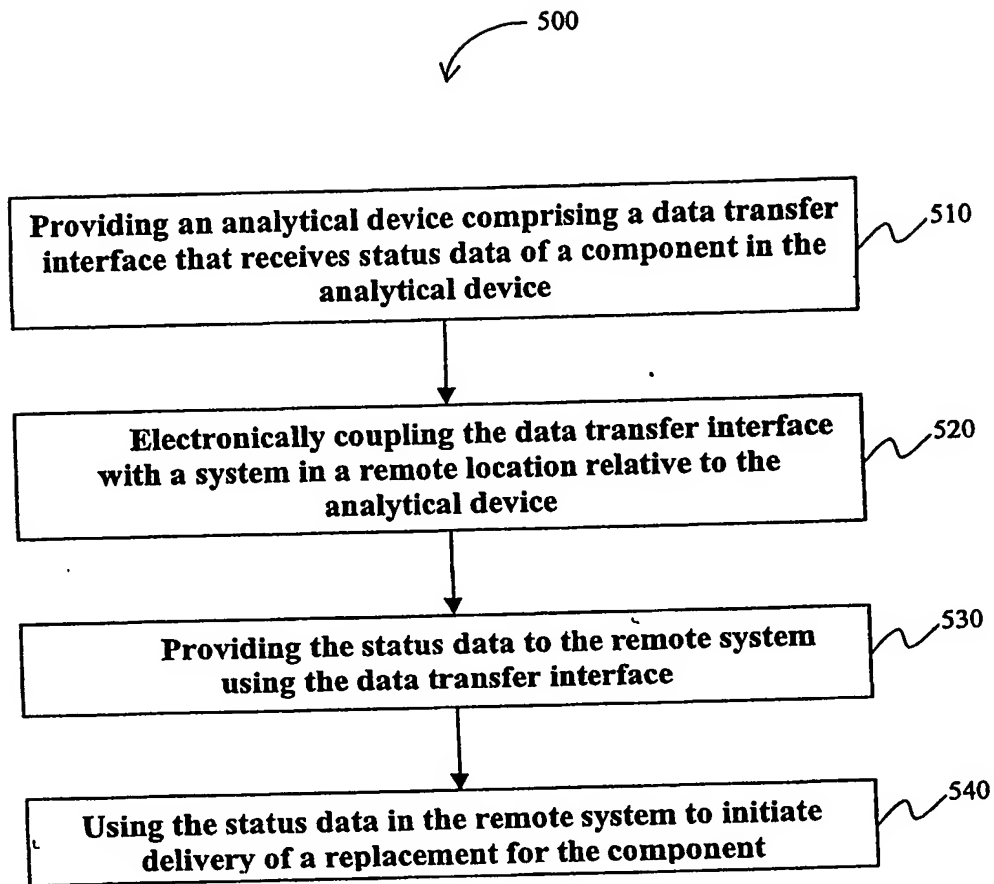 500
Providing an analytical device comprising a data transfer
interface that receives status data of a component in the
analytical device
510
Electronically coupling the data transfer interface
with a system in a remote location relative to the
analytical device
520
Providing the status data to the remote system
using the data transfer interface
530
Using the status data in the remote system to initiate
delivery of a replacement for the component
540